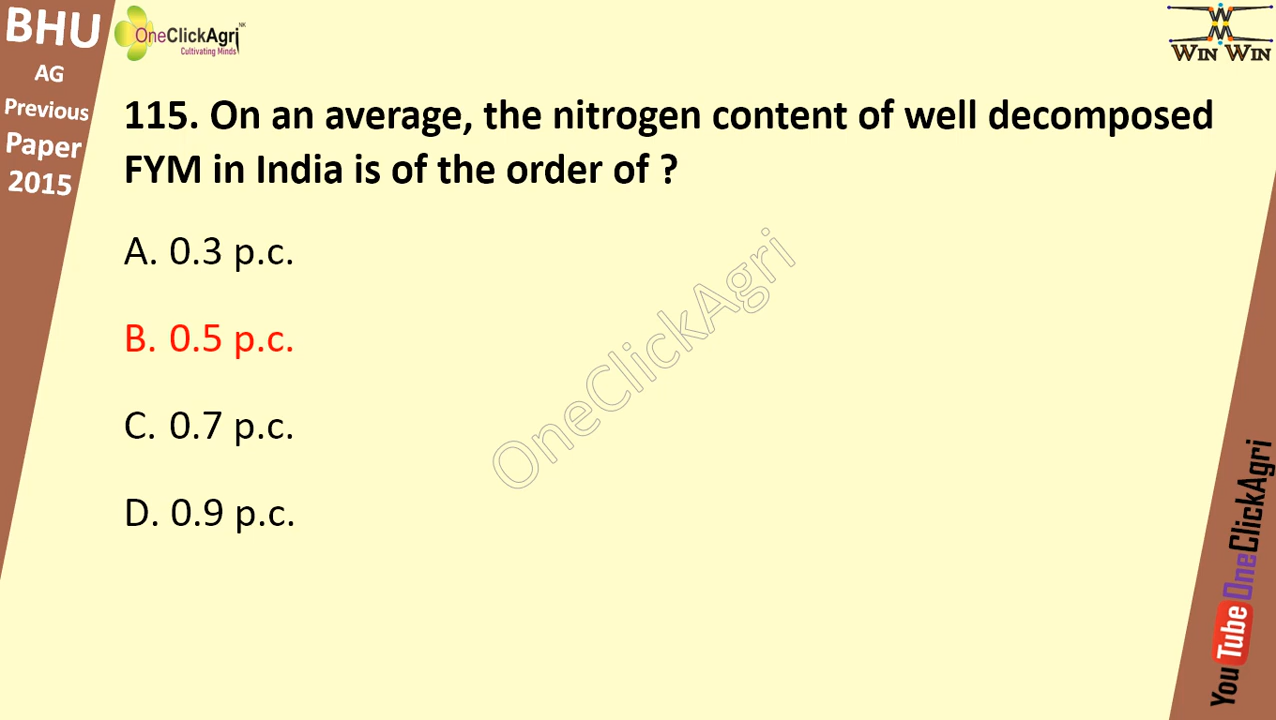 BHU
AG
Previous
Paper
2015
OneClickAgri NK
Cultivating Minds
WIN WIN
115. On an average, the nitrogen content of well decomposed
FYM in India is of the order of ?
A. 0.3 p.c.
B. 0.5 p.c.
C. 0.7 p.c.
D. 0.9 p.c.
OneClickAgri
YouTube OneClickAgri